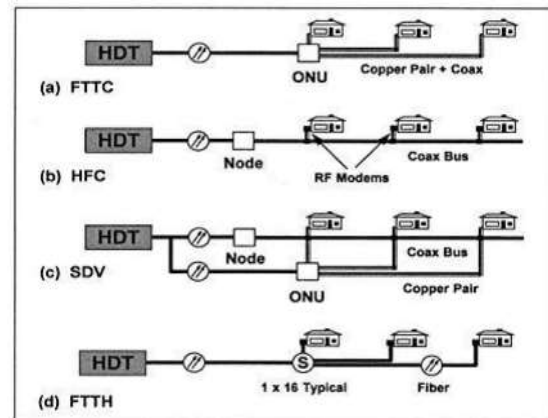 HDT
ONU
Copper Pair + Coax
(a) FTTC
HDT
Node
Coax Bus
RF Modems
(b) HFC
HDT
Node
Coax Bus
(c) SDV
ONU
Copper Pair
HDT
S
1 x 16 Typical
Fiber
(d) FTTH